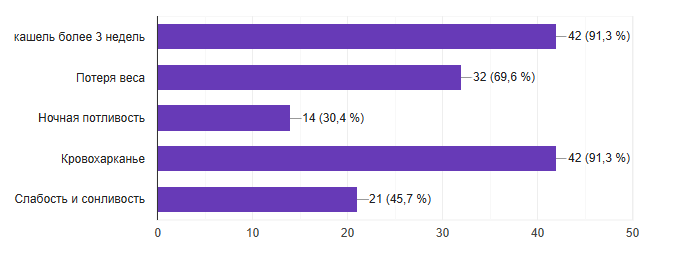 кашель более 3 недель
42 (91,3 %)
Потеря веса
32 (69,6 %)
Ночная потливость
14 (30,4 %)
Кровохарканье
42 (91,3 %)
Слабость и сонливость
21 (45,7 %)
0 10 20 30 40 50